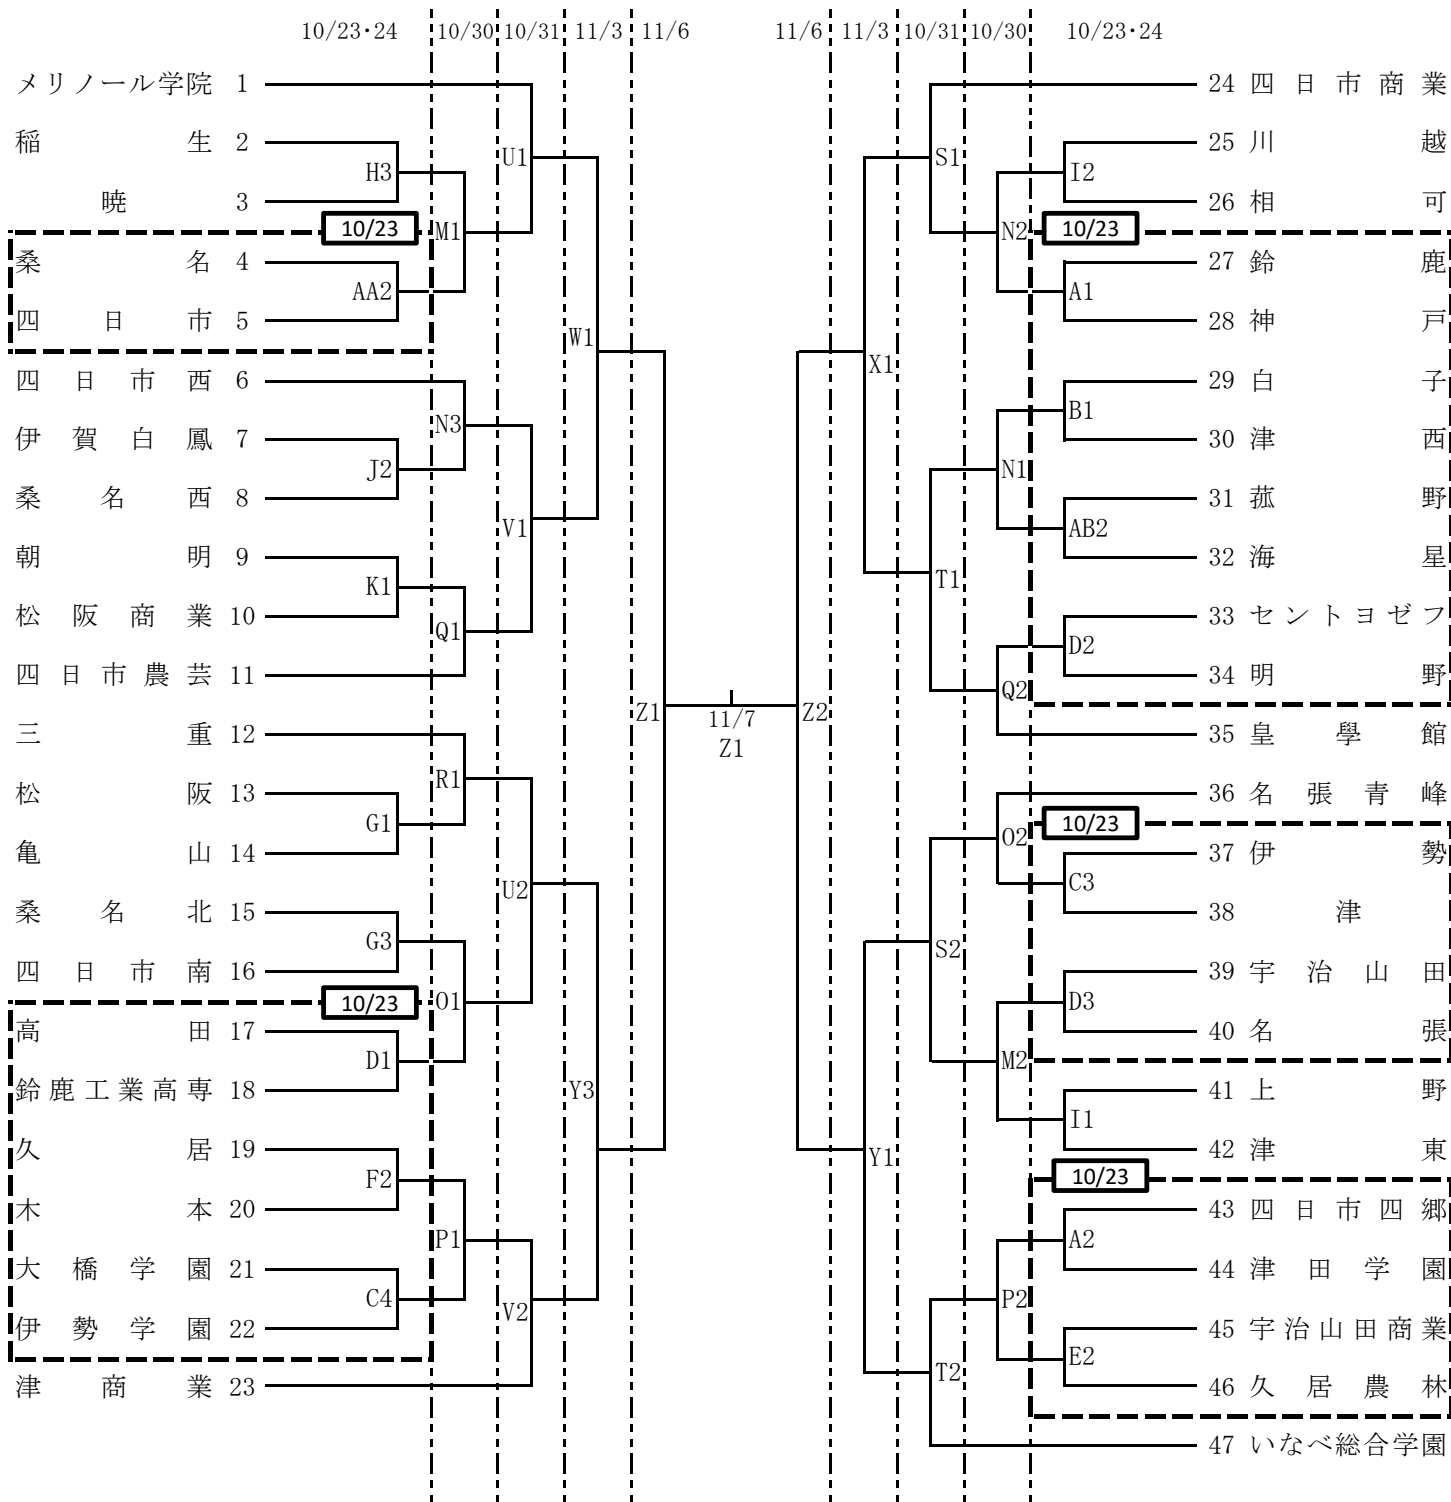 10/23・24 10/30 10/31 11/3 11/6 11/6 11/3 10/31 10/30 10/23・24
メリノール学院 1
稲生 2
H3
暁 3
10/23
M1
U1
桑名 4
AA2
四日市 5
W1
四日市西 6
N3
伊賀白鳳 7
J2
桑名西 8
V1
朝明 9
K1
松阪商業 10
Q1
四日市農芸 11
Z1
三重 12
R1
松阪 13
G1
亀山 14
U2
桑名北 15
G3
四日市南 16
10/23
O1
高田 17
D1
鈴鹿工業高専 18
Y3
久居 19
F2
木本 20
P1
大橋学園 21
C4
伊勢学園 22
V2
津商業 23
11/7
Z1
24 四日市商業
S1
25 川越
I2
26 相可
N2
10/23
27 鈴鹿
A1
28 神戸
X1
29 白子
B1
30 津西
N1
31 菰野
AB2
32 海星
T1
33 セントヨゼフ
D2
34 明野
Q2
35 皇學館
Z2
36 名張青峰
O2
10/23
37 伊勢
C3
38 津
S2
39 宇治山田
D3
40 名張
M2
41 上野
I1
42 津東
Y1
10/23
43 四日市四郷
A2
44 津田学園
P2
45 宇治山田商業
E2
46 久居農林
T2
47 いなべ総合学園